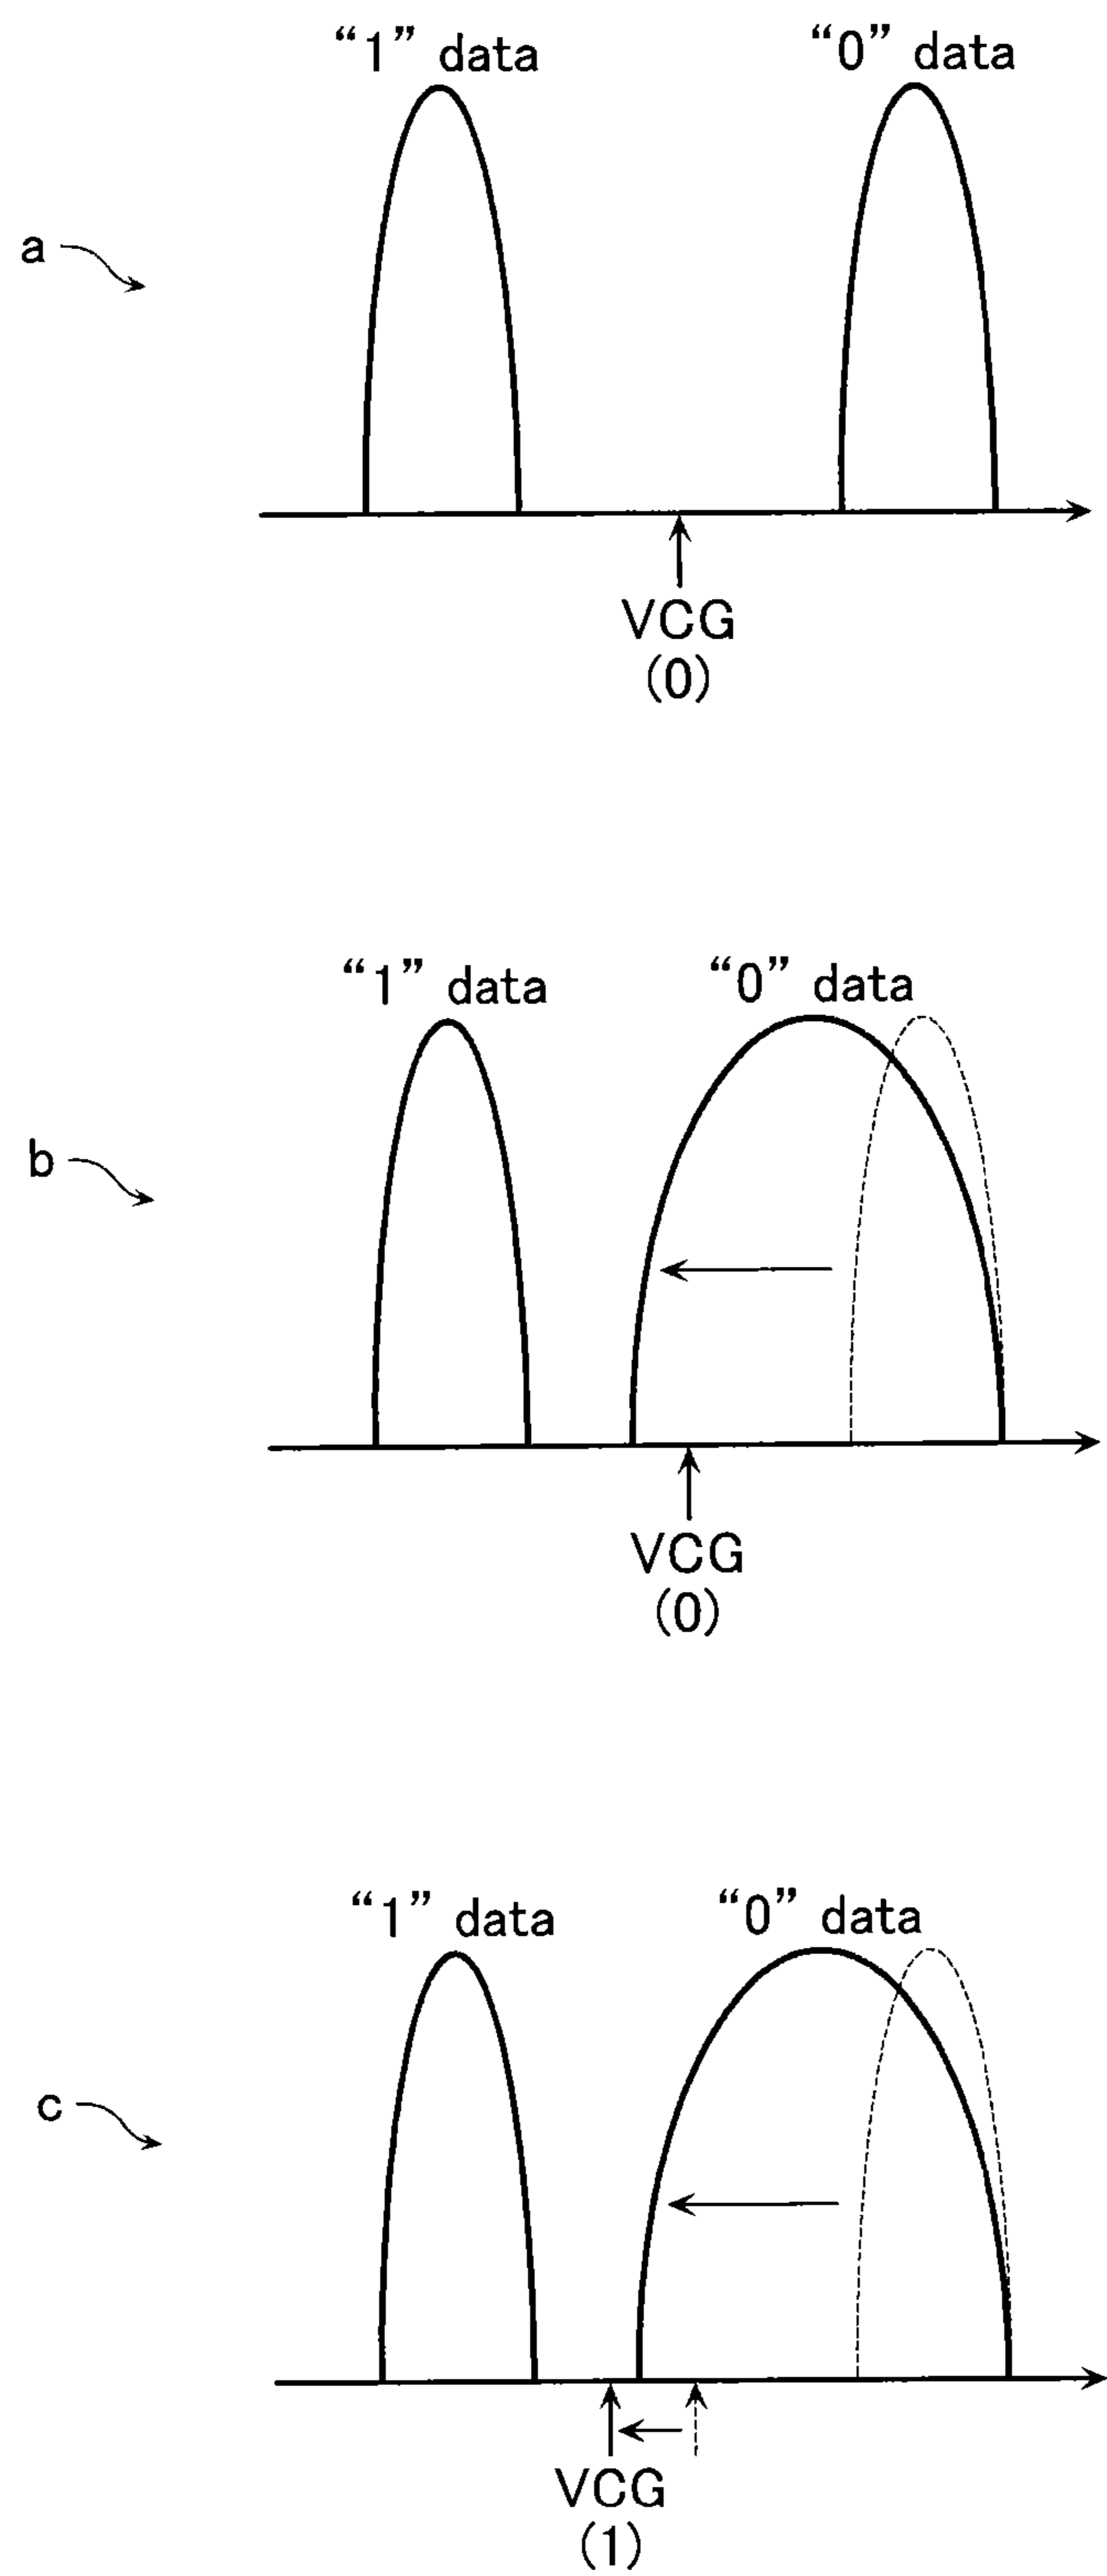 “1” data “0” data
a
VCG
(0)
“1” data “0” data
b
VCG
(0)
“1” data “0” data
c
VCG
(1)